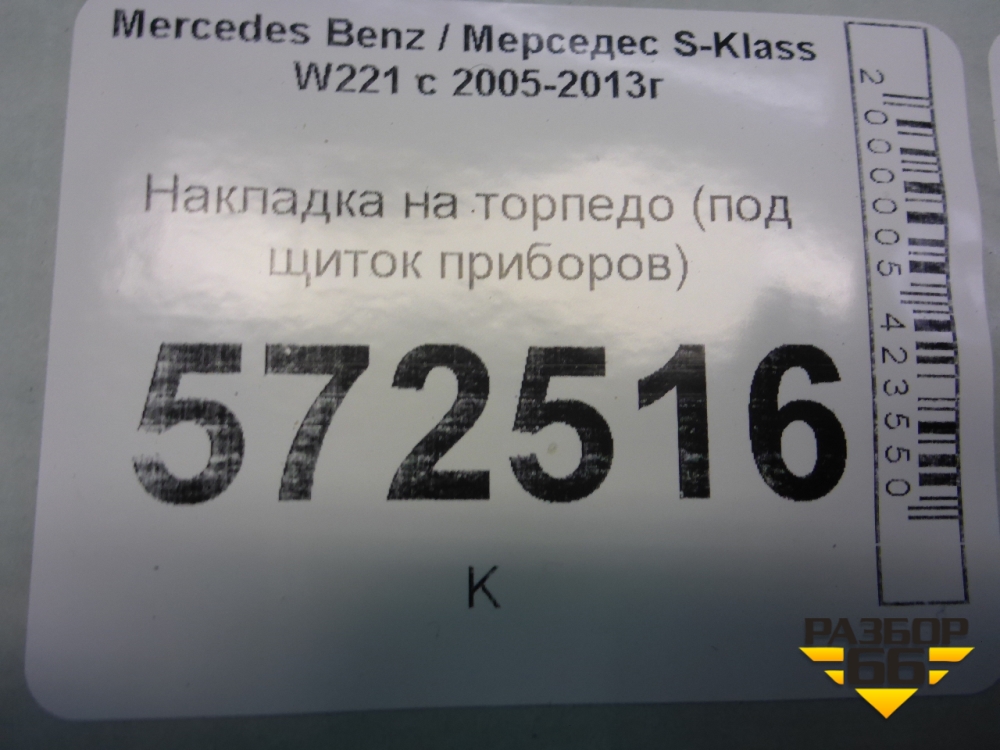 Mercedes Benz / Мерседес S-Klass
W221 с 2005-2013г
Накладка на торпедо (под
щиток приборов)
572516
К
2000005423550
РАЗБОР
66